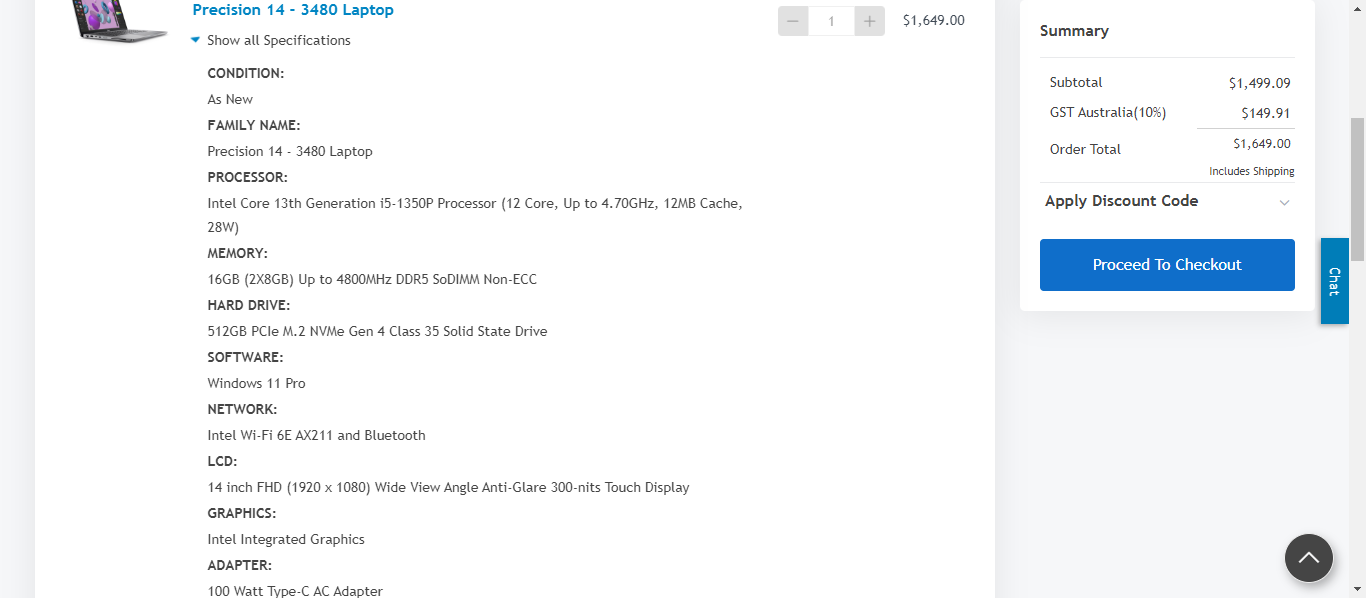 Precision 14 - 3480 Laptop
1
$1,649.00
Show all Specifications
CONDITION:
As New
FAMILY NAME:
Precision 14 - 3480 Laptop
PROCESSOR:
Intel Core 13th Generation i5-1350P Processor (12 Core, Up to 4.70GHz, 12MB Cache,
28W)
MEMORY:
16GB (2X8GB) Up to 4800MHz DDR5 SoDIMM Non-ECC
HARD DRIVE:
512GB PCIe M.2 NVMe Gen 4 Class 35 Solid State Drive
SOFTWARE:
Windows 11 Pro
NETWORK:
Intel Wi-Fi 6E AX211 and Bluetooth
LCD:
14 inch FHD (1920 x 1080) Wide View Angle Anti-Glare 300-nits Touch Display
GRAPHICS:
Intel Integrated Graphics
ADAPTER:
100 Watt Type-C AC Adapter
Summary
Subtotal $1,499.09
GST Australia(10%) $149.91
Order Total $1,649.00
Includes Shipping
Apply Discount Code
Proceed To Checkout
Chat